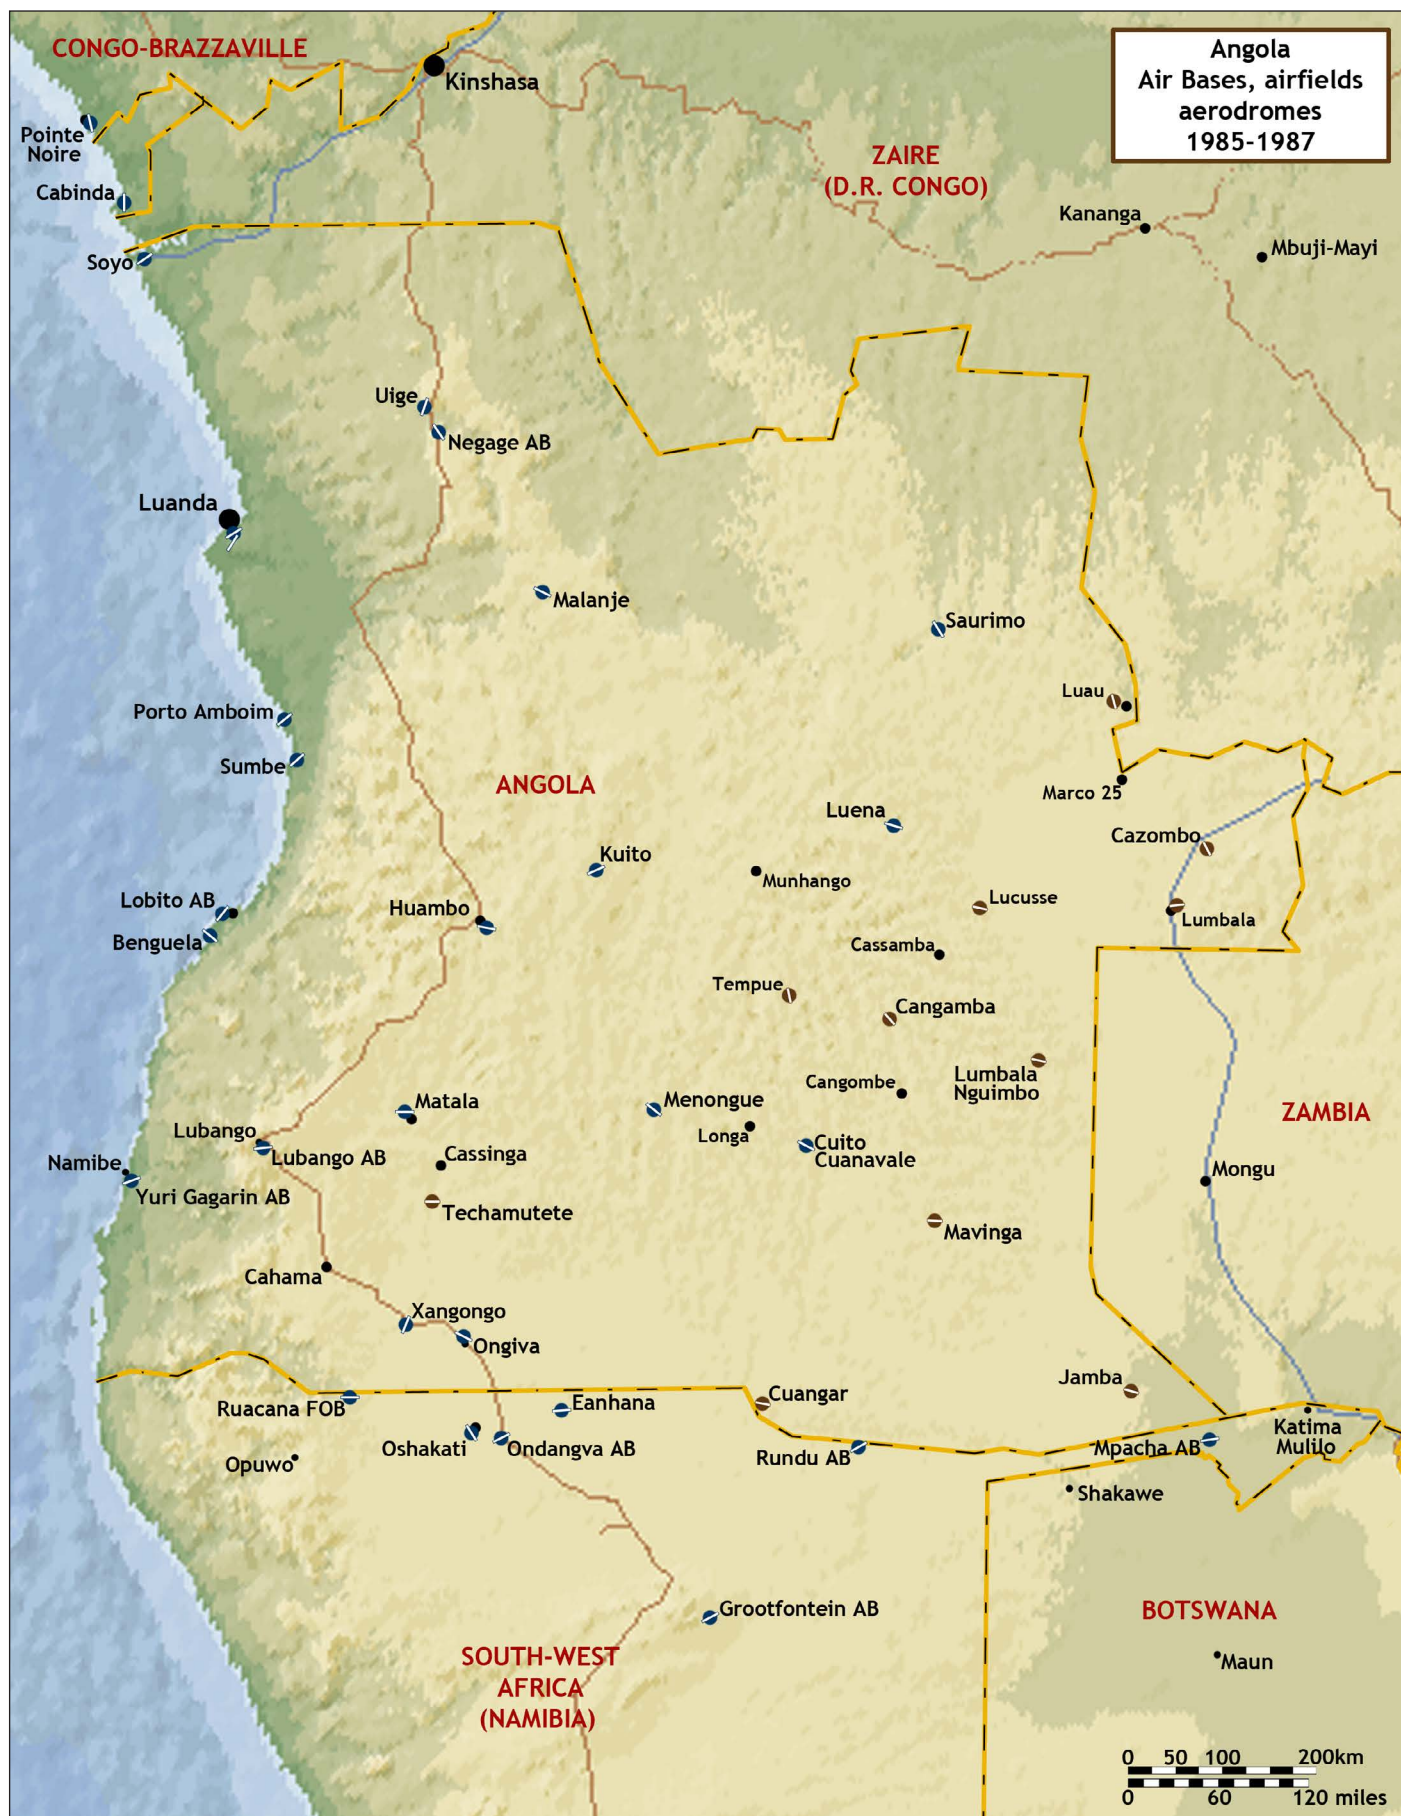 Angola
Air Bases, airfields
aerodromes
1985-1987
CONGO-BRAZZAVILLE
Kinshasa
Pointe
Noire
ZAIRE
(D.R. CONGO)
Cabinda
Kananga
Mbuji-Mayi
Soyo
Uige
Negage AB
Luanda
Malanje
Saurimo
Luau
Porto Amboim
Sumbe
ANGOLA
Marco 25
Luena
Cazombo
Kuito
Munhango
Lobito AB
Huambo
Lucusse
Lumbala
Benguela
Cassamba
Tempue
Cangamba
Lumbala
Nguimbo
Cangombe
Matala
Menongue
ZAMBIA
Lubango
Longa
Cuito
Cuanavale
Lubango AB
Cassinga
Namibe
Mongu
Yuri Gagarin AB
Techamutete
Mavinga
Cahama
Xangongo
Ongiva
Jamba
Cuangar
Ruacana FOB
Eanhana
Katima
Mulilo
Oshakati
Ondangva AB
Mpacha AB
Rundu AB
Opuwo
Shakawe
Grootfontein AB
BOTSWANA
SOUTH-WEST
AFRICA
(NAMIBIA)
Maun
0 50 100 200km
0 60 120 miles